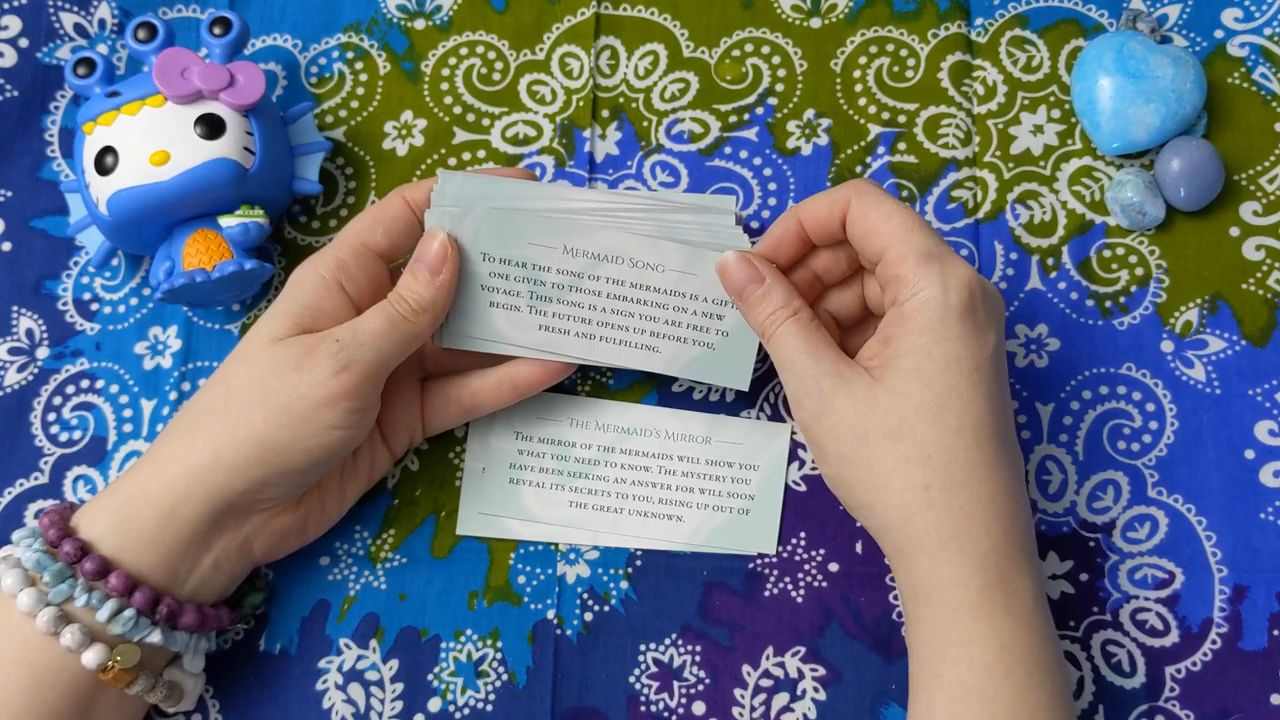 Mermaid Song
To hear the song of the mermaids is a gift,
one given to those embarking on a new
voyage. This song is a sign you are free to
begin. The future opens up before you,
fresh and fulfilling.
The Mermaid's Mirror
The mirror of the mermaids will show you
what you need to know. The mystery you
have been seeking an answer for will soon
reveal its secrets to you, rising up out of
the great unknown.